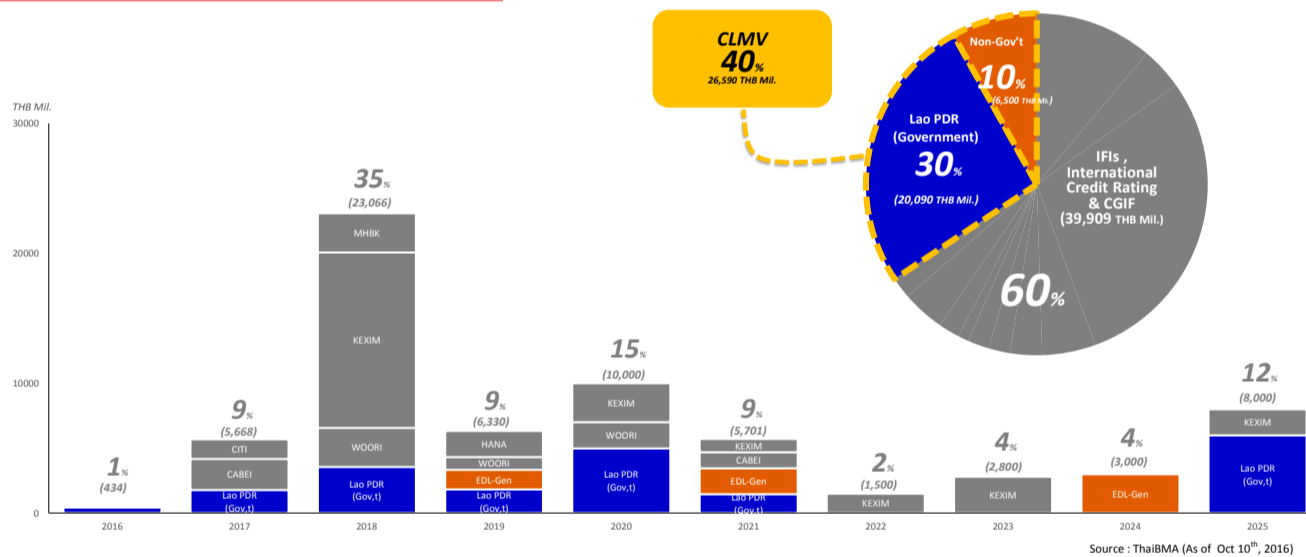 CLMV
40%
26,590 THB Mil.
Non-Gov't
10%
(6,500 THB Mil.)
Lao PDR
(Government)
30%
(20,090 THB Mil.)
IFIs ,
International
Credit Rating
& CGIF
(39,909 THB Mil.)
60%
THB Mil.
30000
20000
10000
0
1%
(434)
2016
9%
(5,668)
CITI
CABEI
Lao PDR
(Gov,t)
2017
35%
(23,066)
MHBK
KEXIM
WOORI
Lao PDR
(Gov,t)
2018
9%
(6,330)
HANA
WOORI
EDL-Gen
Lao PDR
(Gov,t)
2019
15%
(10,000)
KEXIM
WOORI
Lao PDR
(Gov,t)
2020
9%
(5,701)
KEXIM
CABEI
EDL-Gen
Lao PDR
(Gov,t)
2021
2%
(1,500)
KEXIM
2022
4%
(2,800)
KEXIM
2023
4%
(3,000)
EDL-Gen
2024
12%
(8,000)
KEXIM
Lao PDR
(Gov,t)
2025
Source : ThaiBMA (As of Oct 10th, 2016)